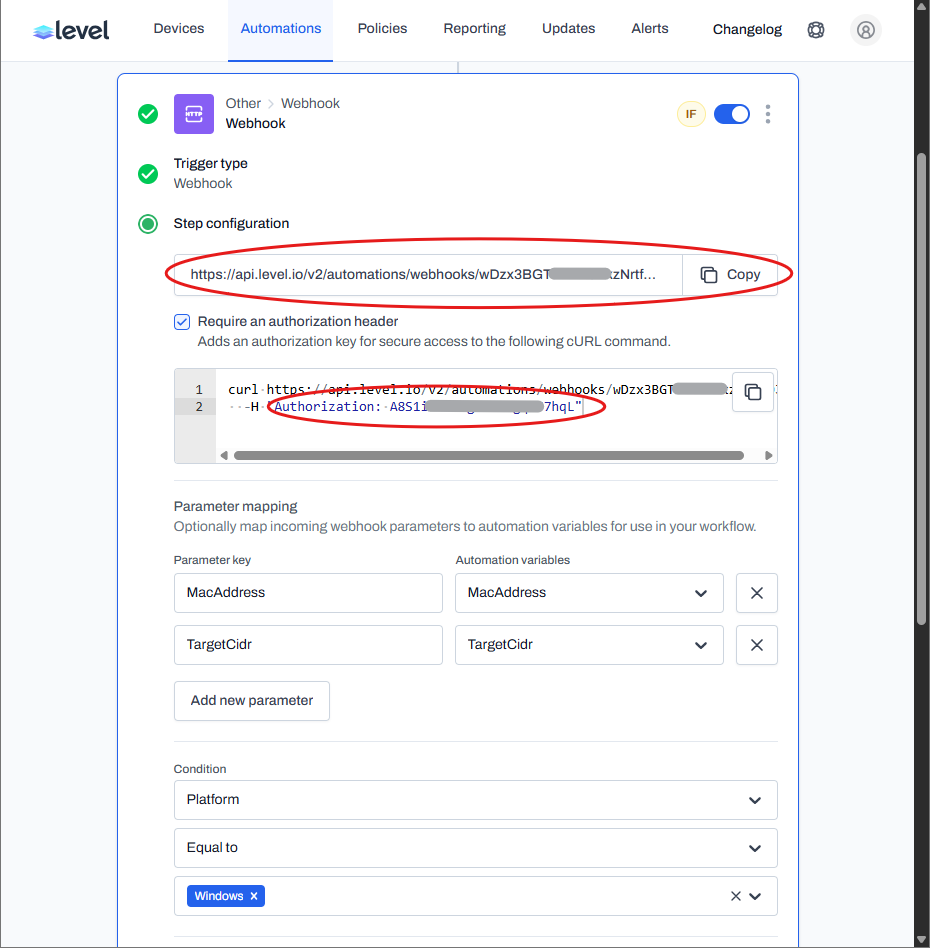 level
Devices
Automations
Policies
Reporting
Updates
Alerts
Changelog
HTTP
Other > Webhook
Webhook
IF
Trigger type
Webhook
Step configuration
https://api.level.io/v2/automations/webhooks/wDzx3BGT zNrtf...
Copy
Require an authorization header
Adds an authorization key for secure access to the following cURL command.
1 curl https://api.level.io/v2/automations/webhooks/wDzx3BGT
2 -H "Authorization: A8S1i 7hqL"
Parameter mapping
Optionally map incoming webhook parameters to automation variables for use in your workflow.
Parameter key
Automation variables
MacAddress
MacAddress
TargetCidr
TargetCidr
Add new parameter
Condition
Platform
Equal to
Windows ×